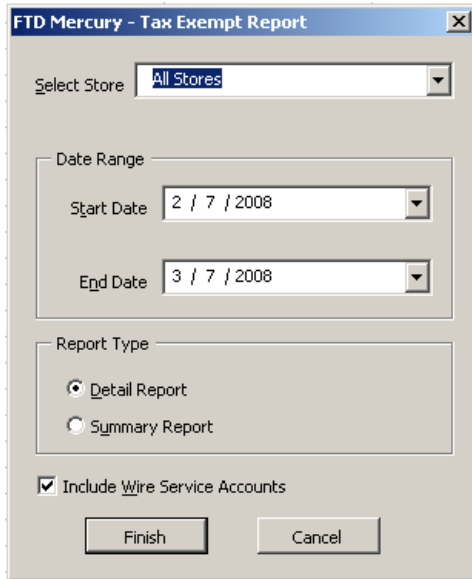 FTD Mercury - Tax Exempt Report
Select Store All Stores
Date Range
Start Date 2 / 7 / 2008
End Date 3 / 7 / 2008
Report Type
Detail Report
Summary Report
Include Wire Service Accounts
Finish Cancel